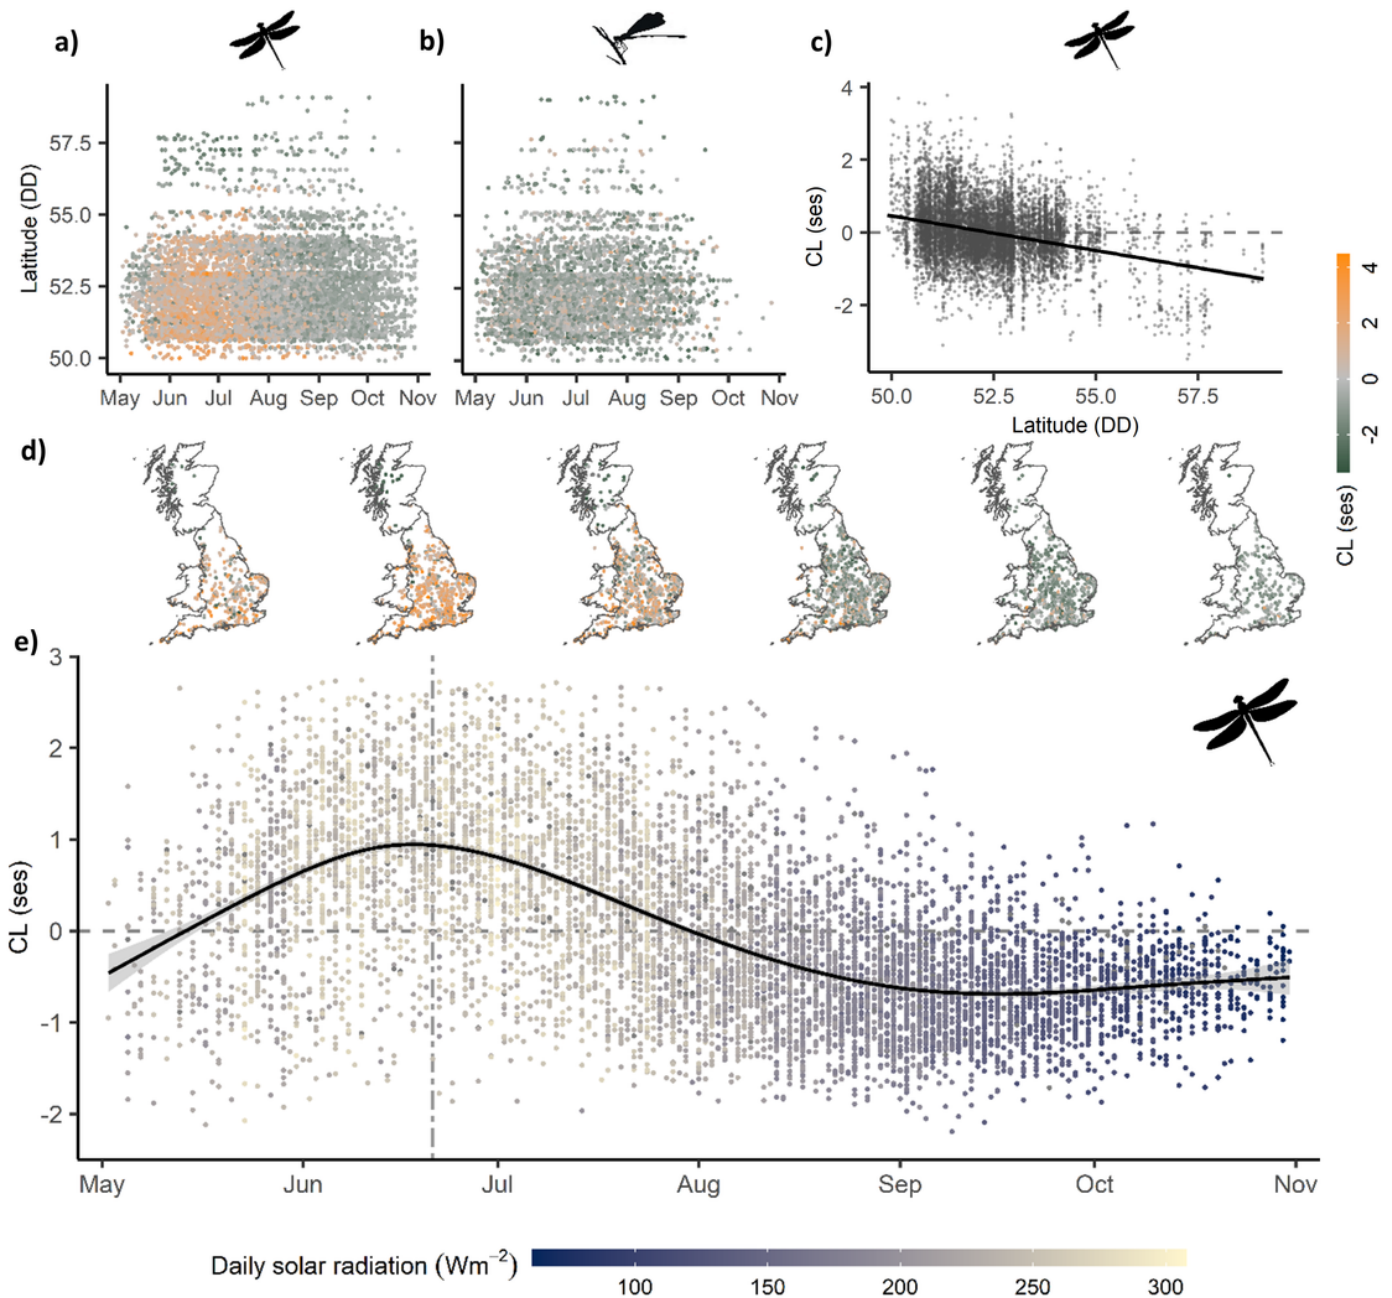 a)
b)
c)
Latitude (DD)
57.5
55.0
52.5
50.0
May Jun Jul Aug Sep Oct Nov
May Jun Jul Aug Sep Oct Nov
CL (ses)
4
2
0
-2
50.0 52.5 55.0 57.5
Latitude (DD)
4
2
0
-2
CL (ses)
d)
e)
CL (ses)
3
2
1
0
-1
-2
May Jun Jul Aug Sep Oct Nov
Daily solar radiation (Wm⁻²)
100 150 200 250 300